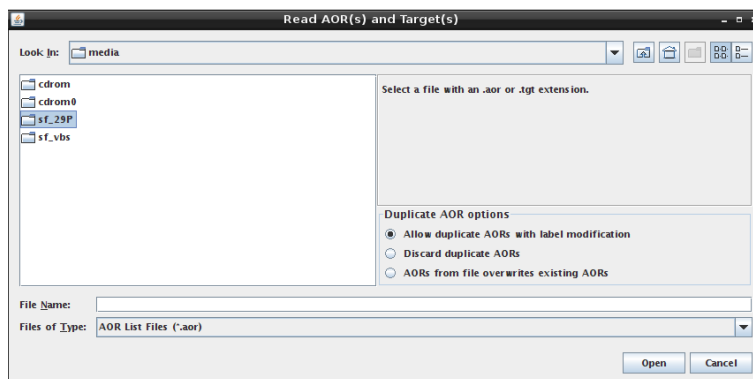 Read AOR(s) and Target(s)
Look In: media
cdrom
cdrom0
sf_29P
sf_vbs
Select a file with an .aor or .tgt extension.
Duplicate AOR options
Allow duplicate AORs with label modification
Discard duplicate AORs
AORs from file overwrites existing AORs
File Name:
Files of Type: AOR List Files (*.aor)
Open Cancel